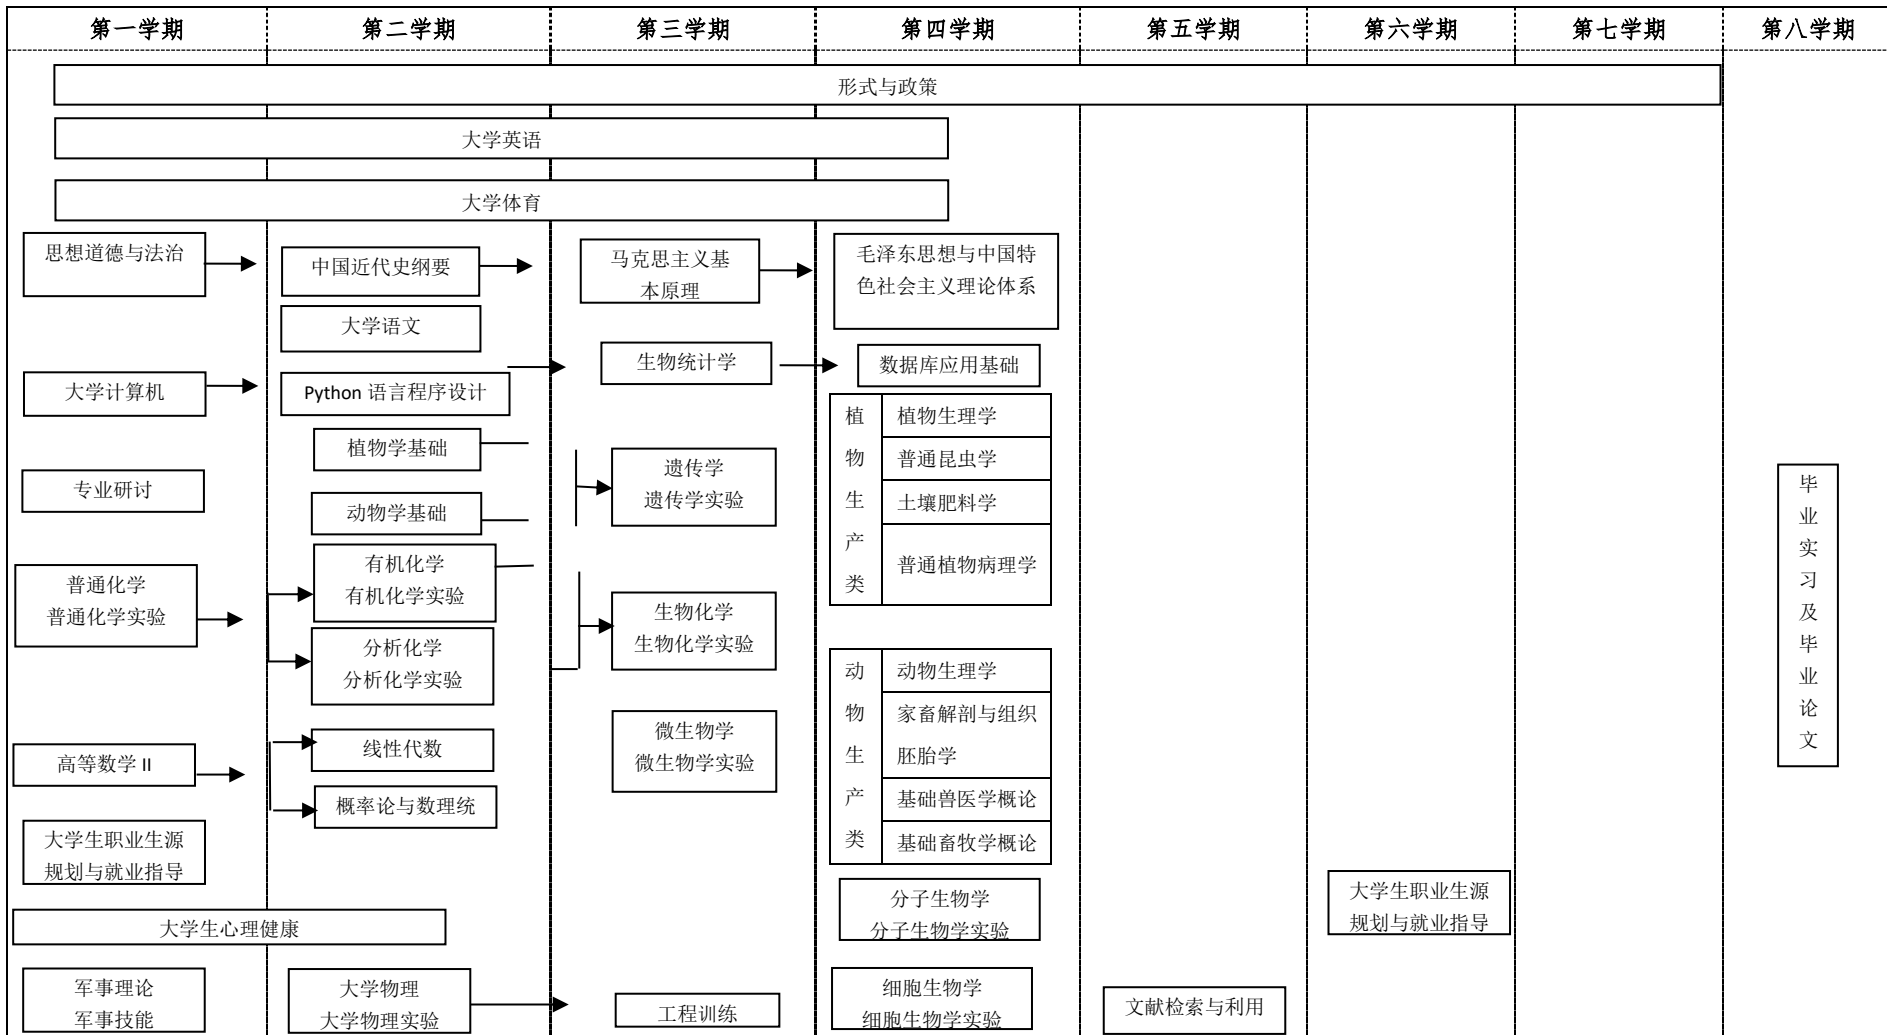 第一学期
第二学期
第三学期
第四学期
第五学期
第六学期
第七学期
第八学期
形式与政策
大学英语
大学体育
思想道德与法治
中国近代史纲要
马克思主义基
本原理
毛泽东思想与中国特
色社会主义理论体系
大学语文
大学计算机
Python 语言程序设计
生物统计学
数据库应用基础
植物学基础
动物学基础
遗传学
遗传学实验
植
物
生
产
类
植物生理学
普通昆虫学
土壤肥料学
普通植物病理学
专业研讨
普通化学
普通化学实验
有机化学
有机化学实验
分析化学
分析化学实验
生物化学
生物化学实验
微生物学
微生物学实验
动
物
生
产
类
动物生理学
家畜解剖与组织
胚胎学
基础兽医学概论
基础畜牧学概论
高等数学 II
线性代数
概率论与数理统
大学生职业生源
规划与就业指导
大学生心理健康
分子生物学
分子生物学实验
大学生职业生源
规划与就业指导
军事理论
军事技能
大学物理
大学物理实验
工程训练
细胞生物学
细胞生物学实验
文献检索与利用
毕
业
实
习
及
毕
业
论
文